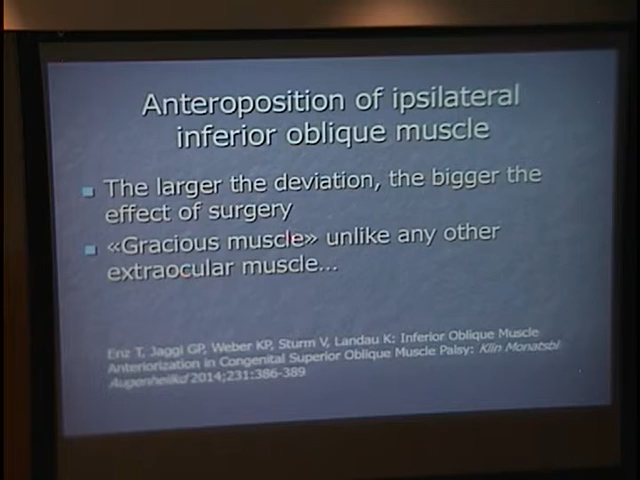 Anteroposition of ipsilateral
inferior oblique muscle
The larger the deviation, the bigger the
effect of surgery
«Gracious muscle» unlike any other
extraocular muscle...
Enz T, Jaggi GP, Weber KP, Sturm V, Landau K: Inferior Oblique Muscle
Anteriorization in Congenital Superior Oblique Muscle Palsy: Klin Monatsbl
Augenheilkd 2014;231:386-389